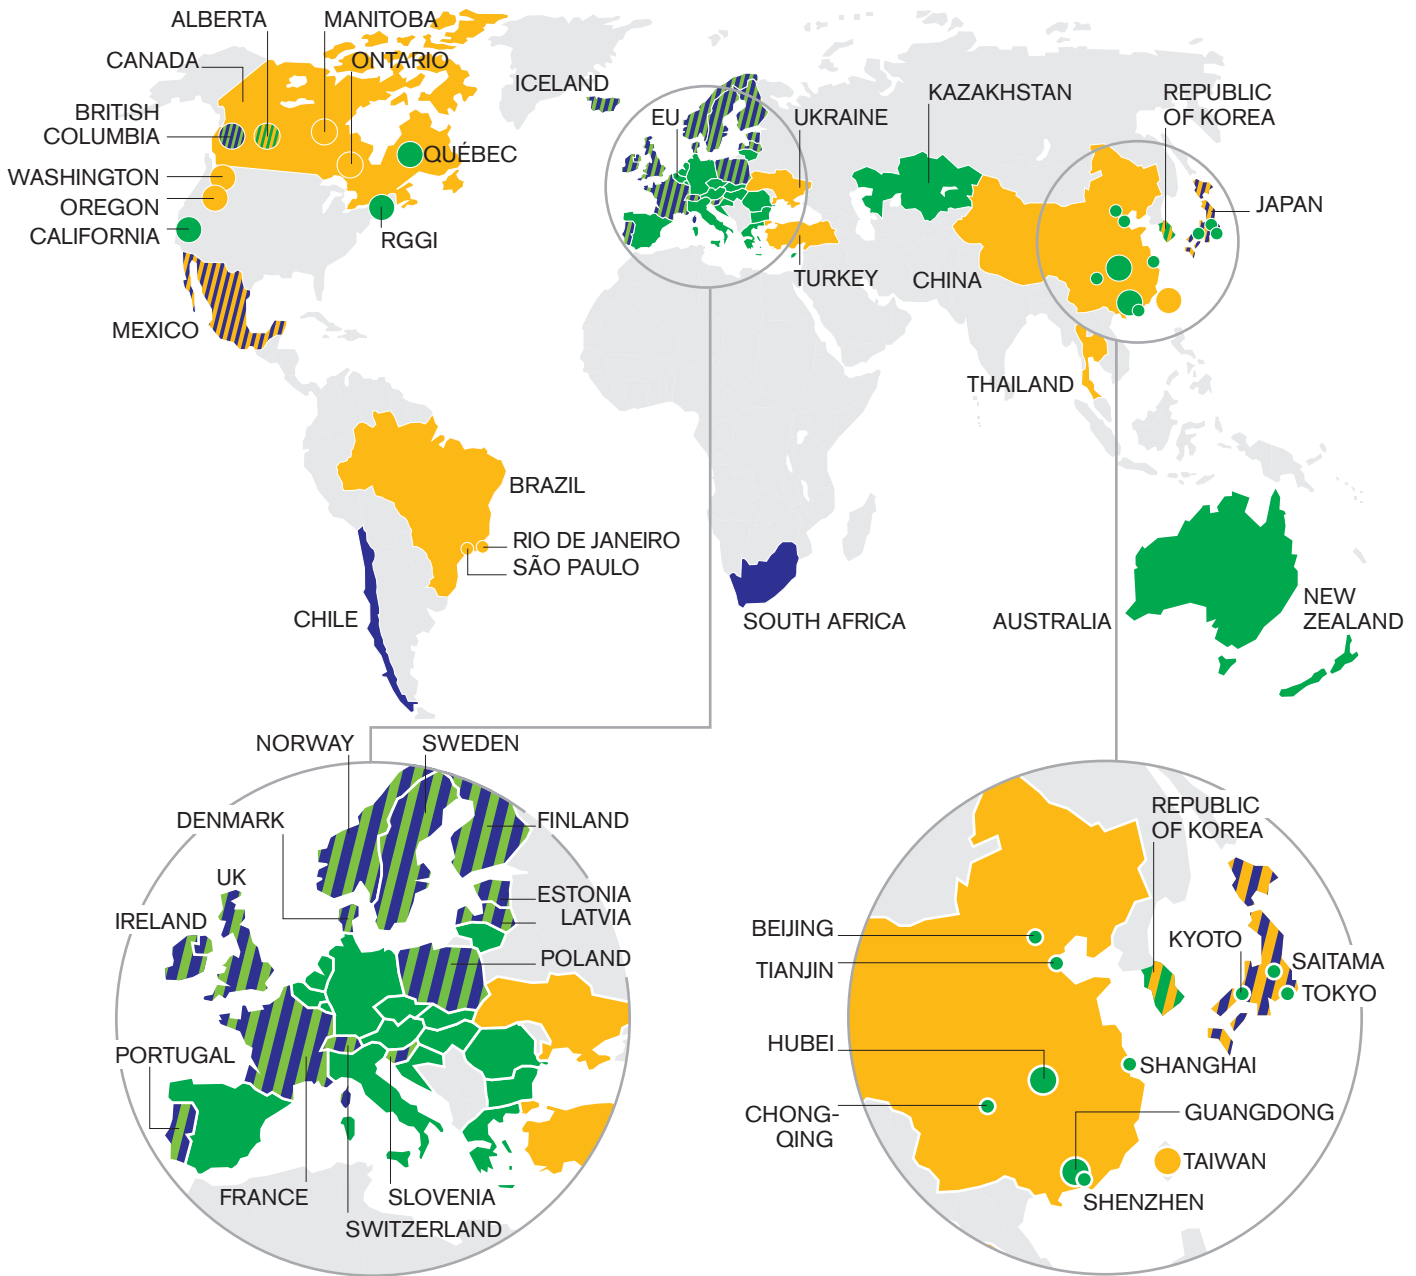 ALBERTA
MANITOBA
CANADA
ONTARIO
BRITISH
COLUMBIA
QUÉBEC
WASHINGTON
OREGON
CALIFORNIA
RGGI
MEXICO
ICELAND
EU
UKRAINE
KAZAKHSTAN
REPUBLIC
OF KOREA
JAPAN
TURKEY
CHINA
THAILAND
BRAZIL
RIO DE JANEIRO
SÃO PAULO
CHILE
SOUTH AFRICA
AUSTRALIA
NEW
ZEALAND
NORWAY
SWEDEN
DENMARK
FINLAND
UK
IRELAND
ESTONIA
LATVIA
POLAND
PORTUGAL
FRANCE
SLOVENIA
SWITZERLAND
REPUBLIC
OF KOREA
BEIJING
TIANJIN
KYOTO
SAITAMA
TOKYO
HUBEI
SHANGHAI
CHONG-
QING
GUANGDONG
TAIWAN
SHENZHEN